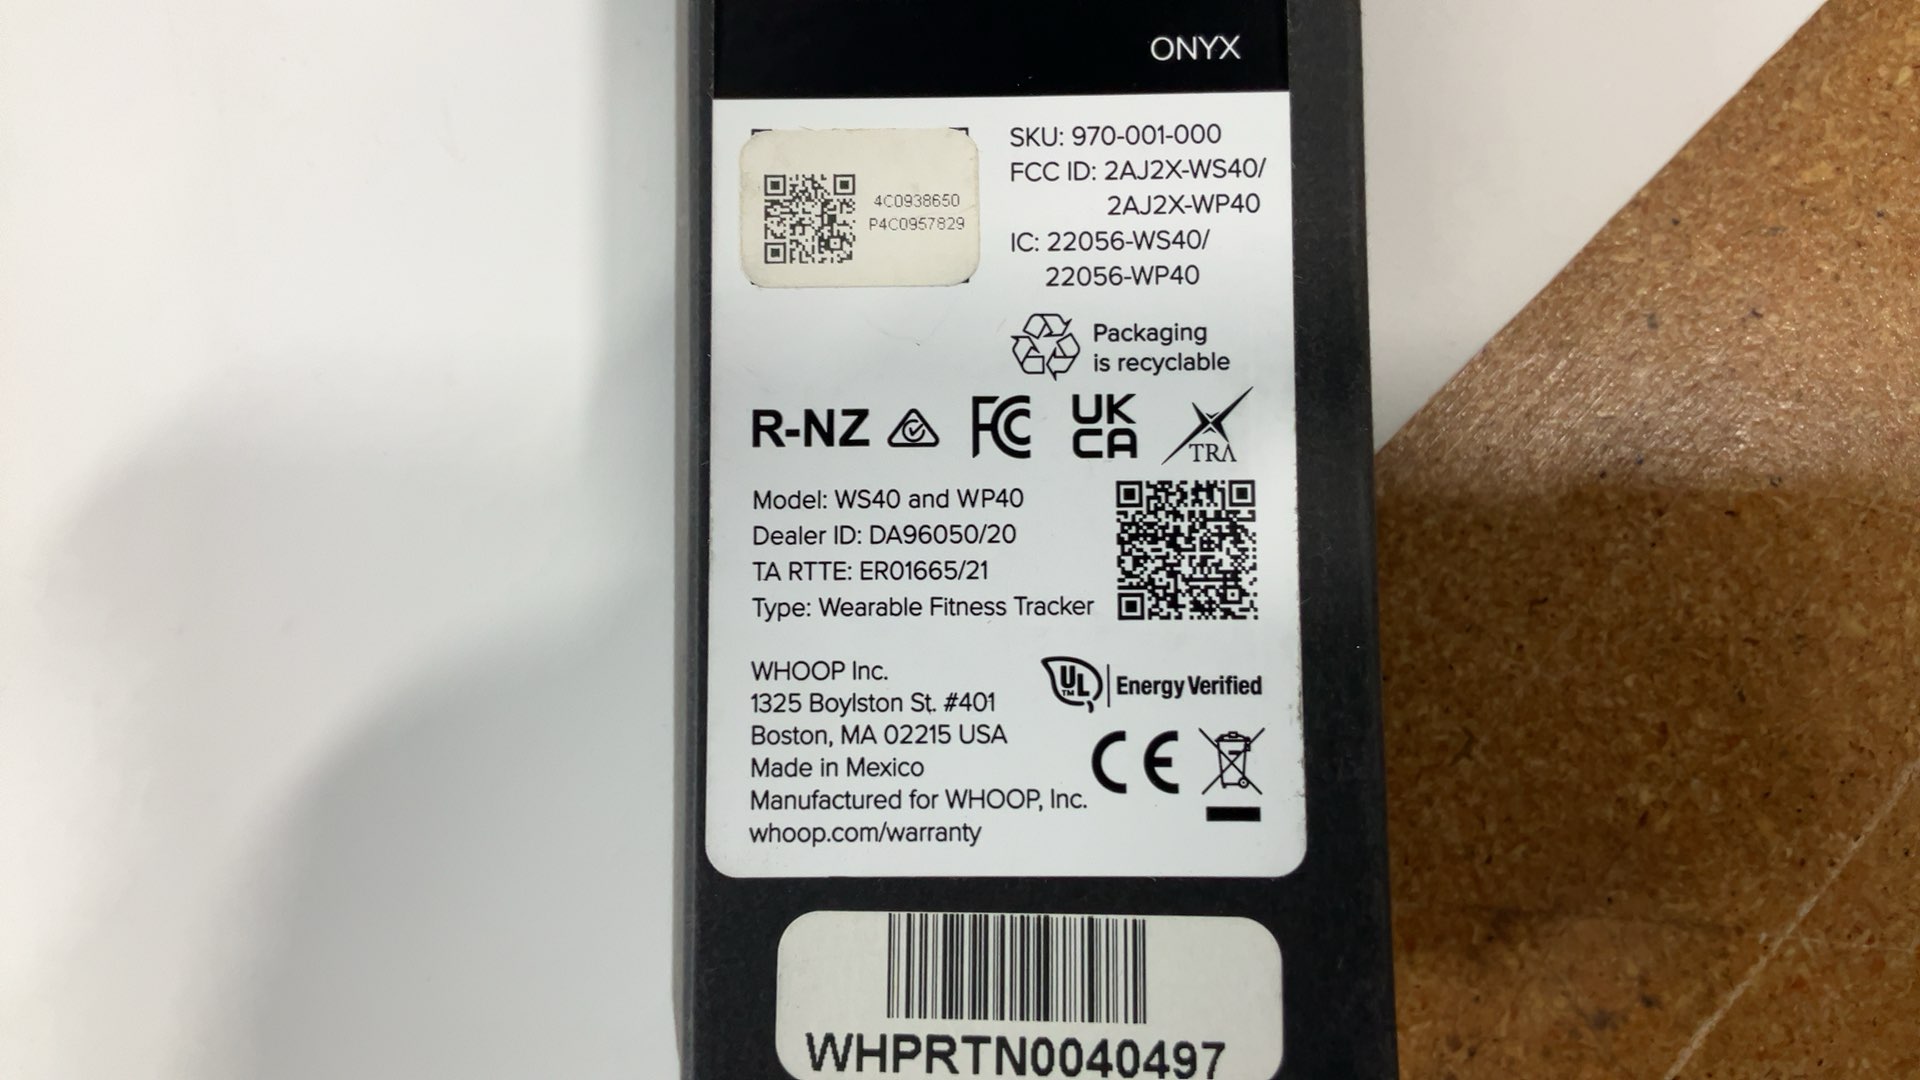 ONYX
4C0938650
P4C0957829
SKU: 970-001-000
FCC ID: 2AJ2X-WS40/
2AJ2X-WP40
IC: 22056-WS40/
22056-WP40
Packaging
is recyclable
R-NZ FC UK
CA TRA
Model: WS40 and WP40
Dealer ID: DA96050/20
TA RTTE: ER01665/21
Type: Wearable Fitness Tracker
WHOOP Inc.
1325 Boylston St. #401
Boston, MA 02215 USA
Made in Mexico
Manufactured for WHOOP, Inc.
whoop.com/warranty
UL TM Energy Verified
CE
WHPRTN0040497